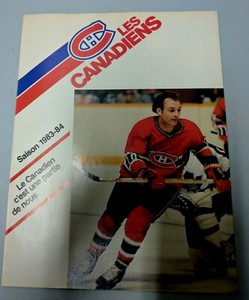 LES
CANADIENS
Saison 1983-84
Le Canadien
c'est une partie
de nous.